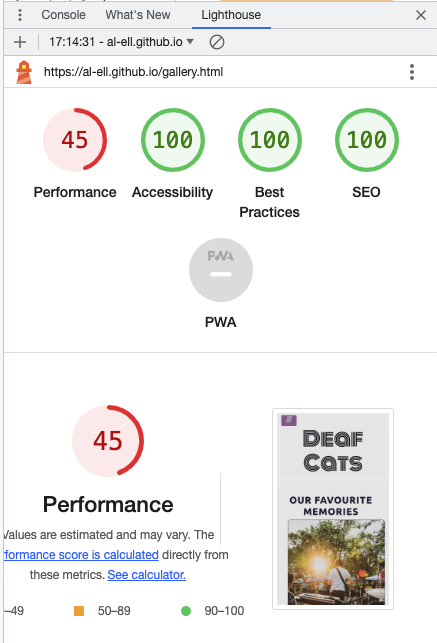 Console What's New Lighthouse
17:14:31 - al-ell.github.io
https://al-ell.github.io/gallery.html
45 100 100 100
Performance Accessibility Best Practices SEO
PWA
PWA
45
Performance
Values are estimated and may vary. The
formance score is calculated directly from
these metrics. See calculator.
–49 50–89 90–100
Deaf
Cats
OUR FAVOURITE
MEMORIES